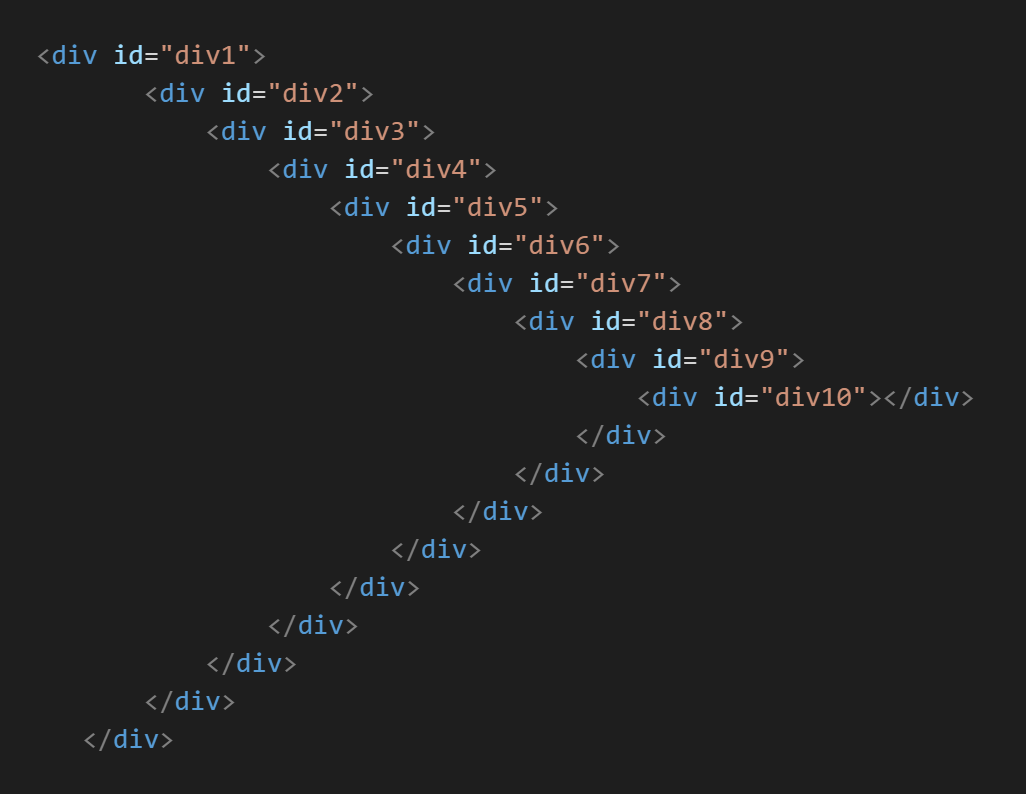 <div id="div1">
<div id="div2">
<div id="div3">
<div id="div4">
<div id="div5">
<div id="div6">
<div id="div7">
<div id="div8">
<div id="div9">
<div id="div10"></div>
</div>
</div>
</div>
</div>
</div>
</div>
</div>
</div>
</div>